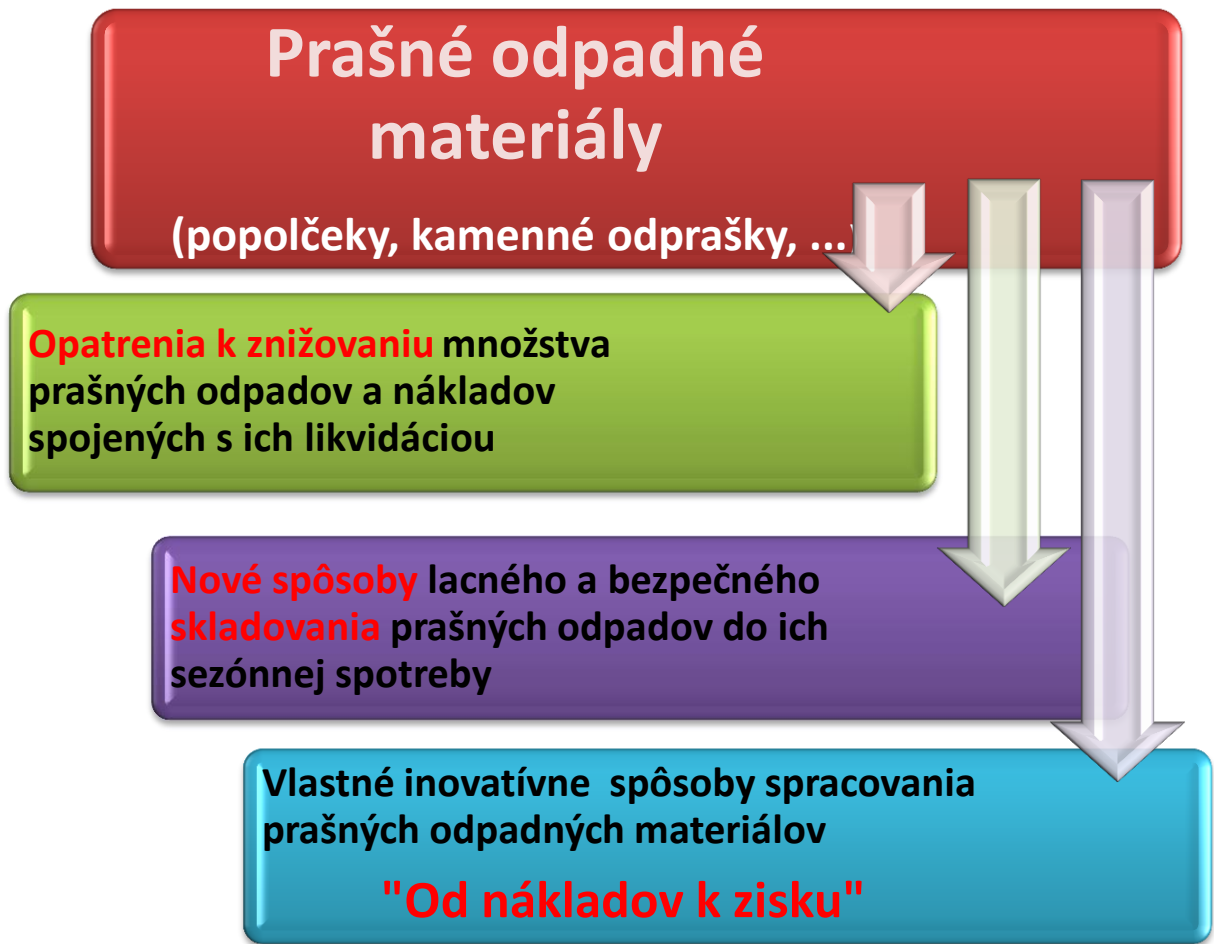 Prašné odpadné
materiály
(popolčeky, kamenné odprašky, ...)
Opatrenia k znižovaniu množstva
prašných odpadov a nákladov
spojených s ich likvidáciou
Nové spôsoby lacného a bezpečného
skladovania prašných odpadov do ich
sezónnej spotreby
Vlastné inovatívne spôsoby spracovania
prašných odpadných materiálov
"Od nákladov k zisku"